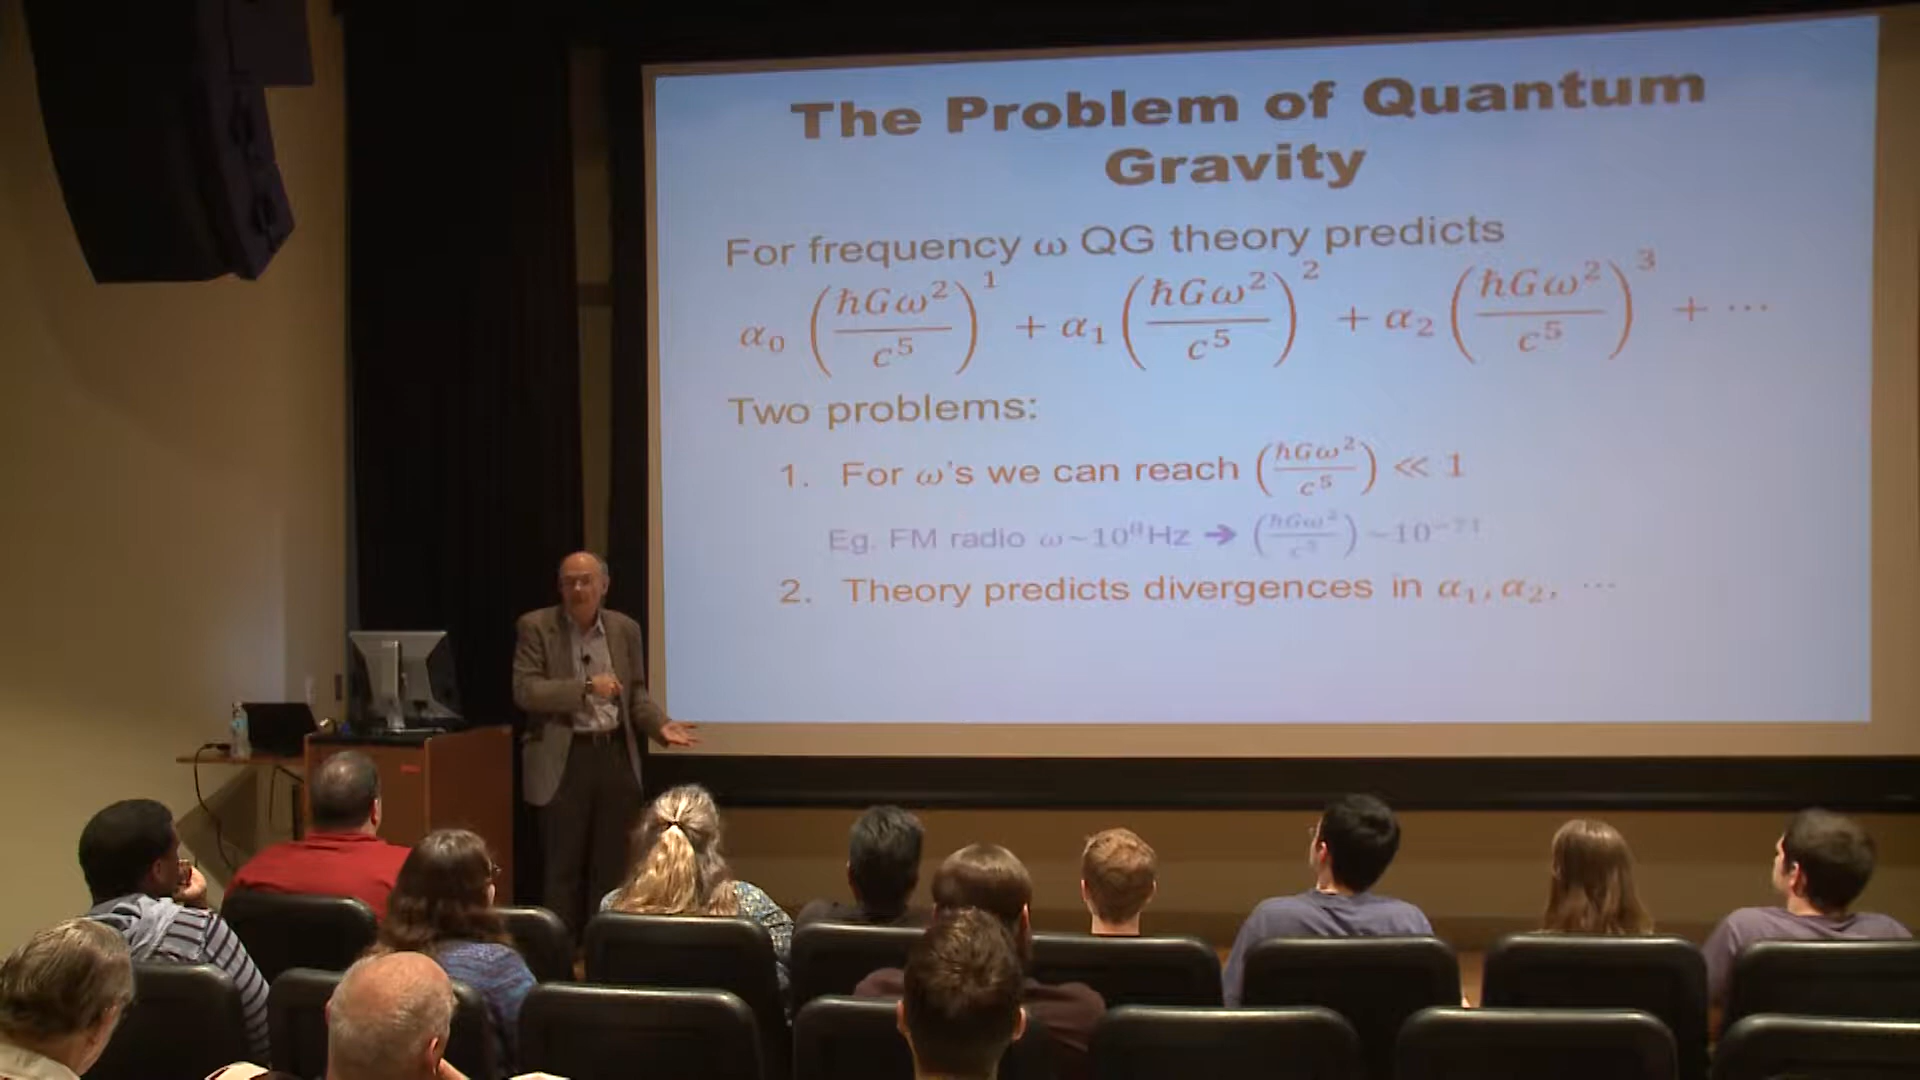 The Problem of Quantum
Gravity
For frequency ω QG theory predicts
α₀ (ħGω²/c⁵)¹ + α₁ (ħGω²/c⁵)² + α₂ (ħGω²/c⁵)³ + ⋯
Two problems:
1. For ω's we can reach (ħGω²/c⁵) ≪ 1
Eg. FM radio ω~10⁸Hz ➔ (ħGω²/c⁵) ~10⁻⁷¹
2. Theory predicts divergences in α₁, α₂, ⋯